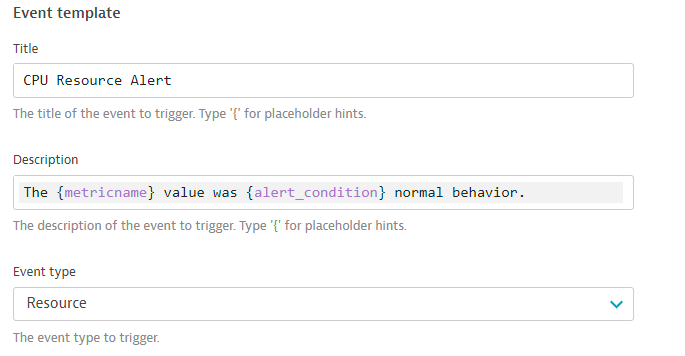 Event template
Title
CPU Resource Alert
The title of the event to trigger. Type '{' for placeholder hints.
Description
The {metricname} value was {alert_condition} normal behavior.
The description of the event to trigger. Type '{' for placeholder hints.
Event type
Resource
The event type to trigger.